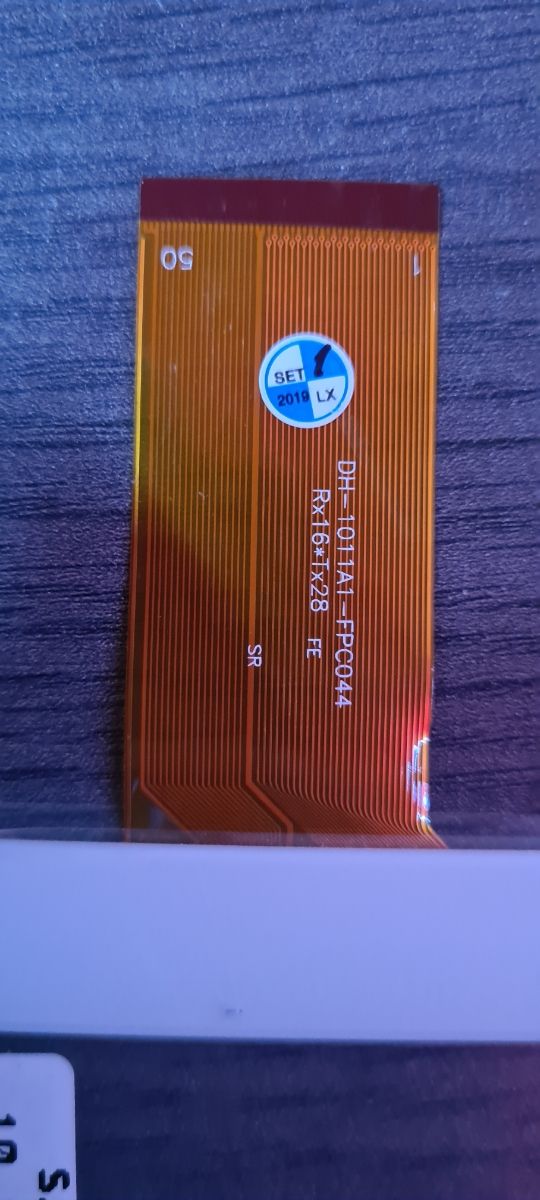 50
1
SET 1
2019 LX
DH-1011A1-FPC044
Rx16*Tx28 FE
SR